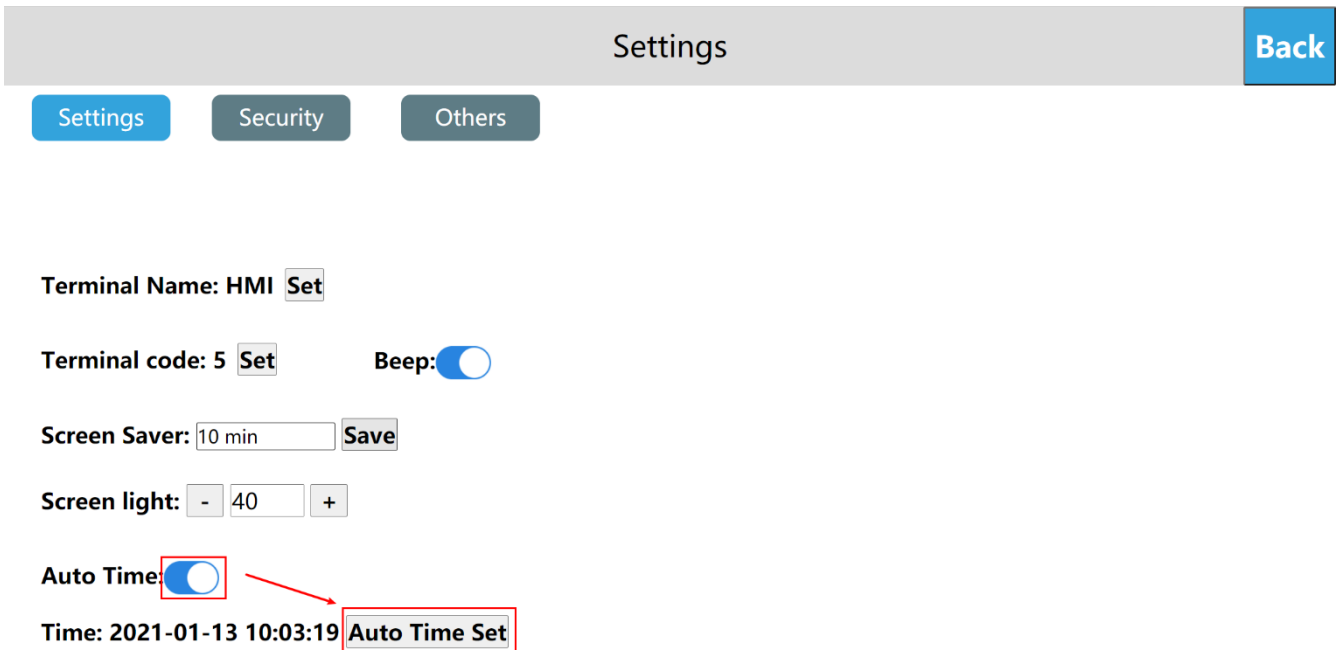 Settings Back
Settings Security Others
Terminal Name: HMI Set
Terminal code: 5 Set Beep:
Screen Saver: 10 min Save
Screen light: - 40 +
Auto Time:
Time: 2021-01-13 10:03:19 Auto Time Set